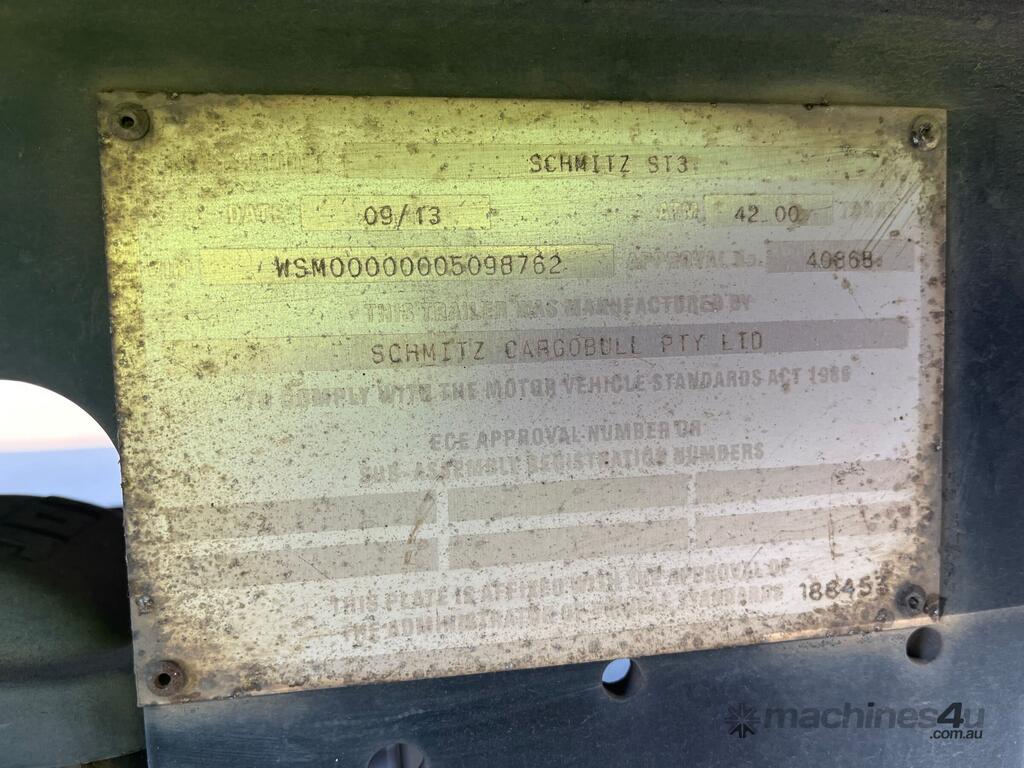 SCHMITZ ST3
DATE 09/13 ATM 42.00
WSM00000005098762 APPROVAL No. 40868
THIS TRAILER WAS MANUFACTURED BY
SCHMITZ CARGOBULL PTY LTD
TO COMPLY WITH THE MOTOR VEHICLE STANDARDS ACT 1989
ECE APPROVAL NUMBER OR
SUB-ASSEMBLY REGISTRATION NUMBERS
THIS PLATE IS AFFIXED WITH THE APPROVAL OF
THE ADMINISTRATOR OF VEHICLE STANDARDS 188453
machines4u
.com.au